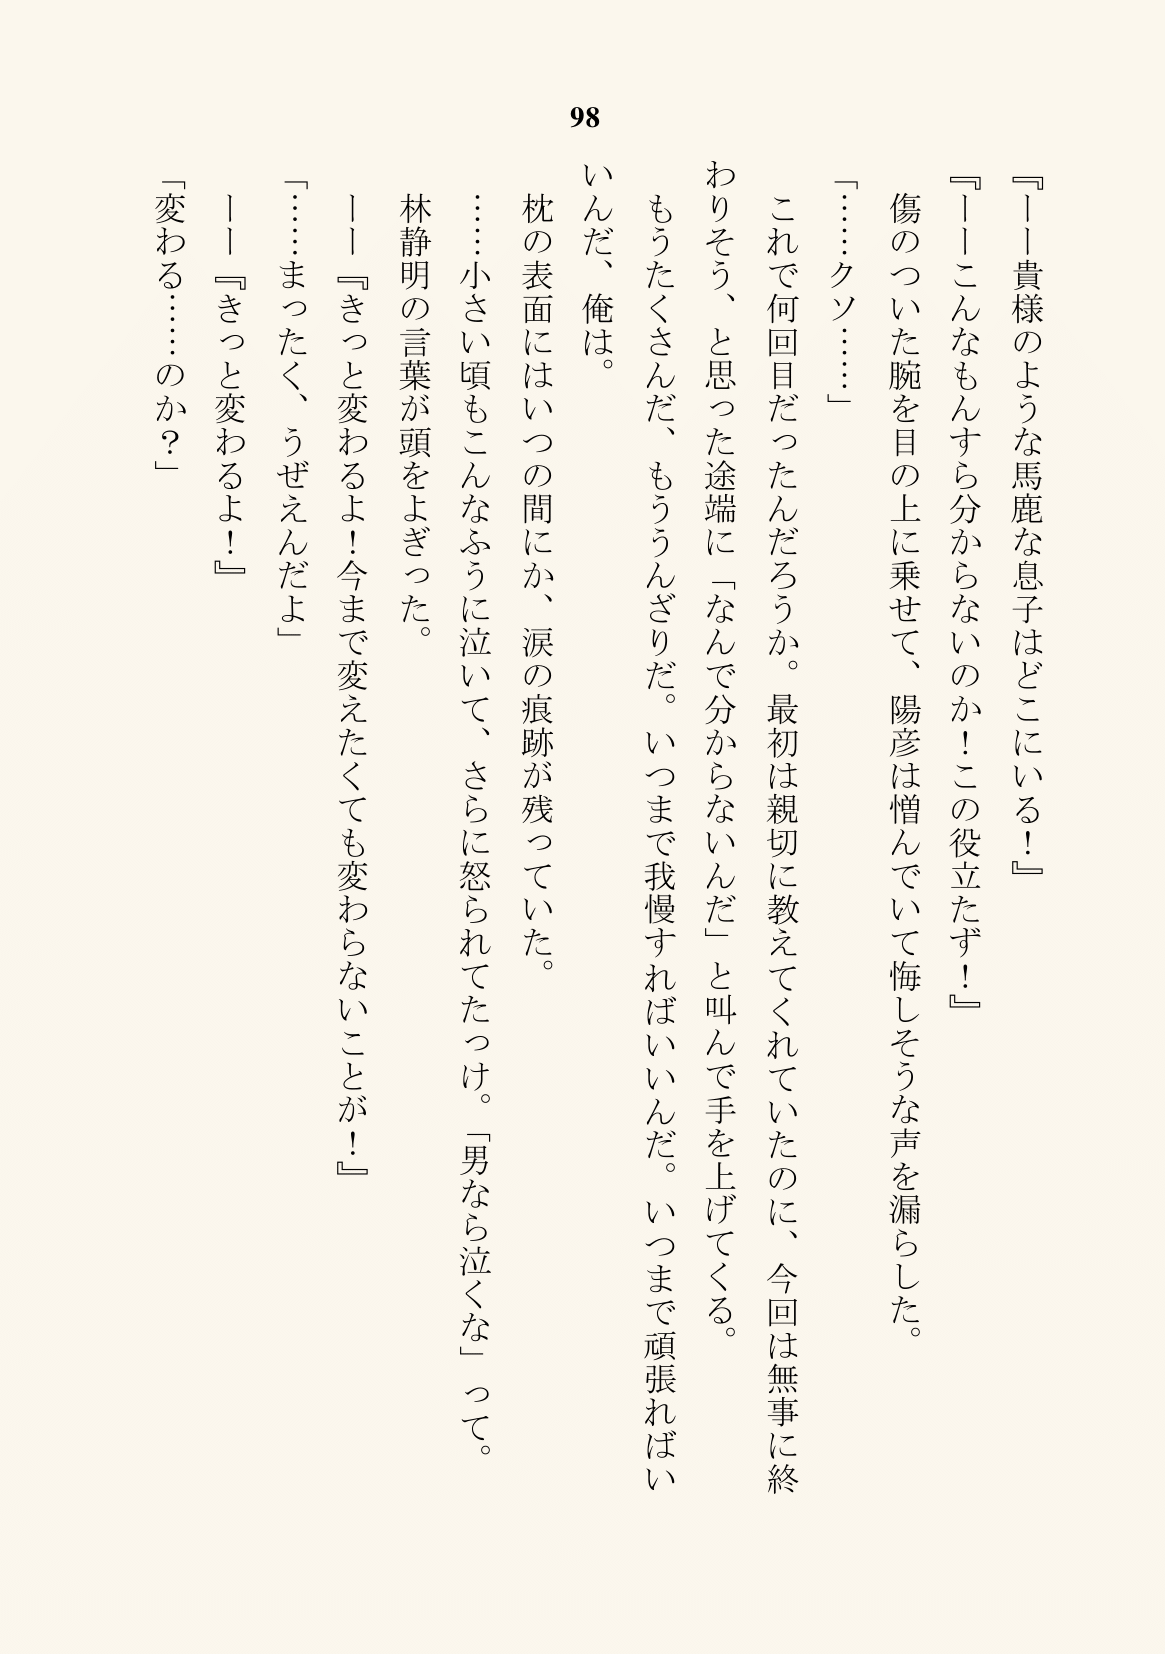 98
『ーー貴様のような馬鹿な息子はどこにいる！』
『ーーこんなもんすら分からないのか！この役立たず！』
　傷のついた腕を目の上に乗せて、陽彦は憎んでいて悔しそうな声を漏らした。
「……クソ……」
　これで何回目だったんだろうか。最初は親切に教えてくれていたのに、今回は無事に終
わりそう、と思った途端に「なんで分からないんだ」と叫んで手を上げてくる。
　もうたくさんだ、もううんざりだ。いつまで我慢すればいいんだ。いつまで頑張ればい
いんだ、俺は。
　枕の表面にはいつの間にか、涙の痕跡が残っていた。
　……小さい頃もこんなふうに泣いて、さらに怒られてたっけ。「男なら泣くな」って。
　林静明の言葉が頭をよぎった。
　ーー『きっと変わるよ！今まで変えたくても変わらないことが！』
「……まったく、うぜえんだよ」
　ーー『きっと変わるよ！』
「変わる……のか？」